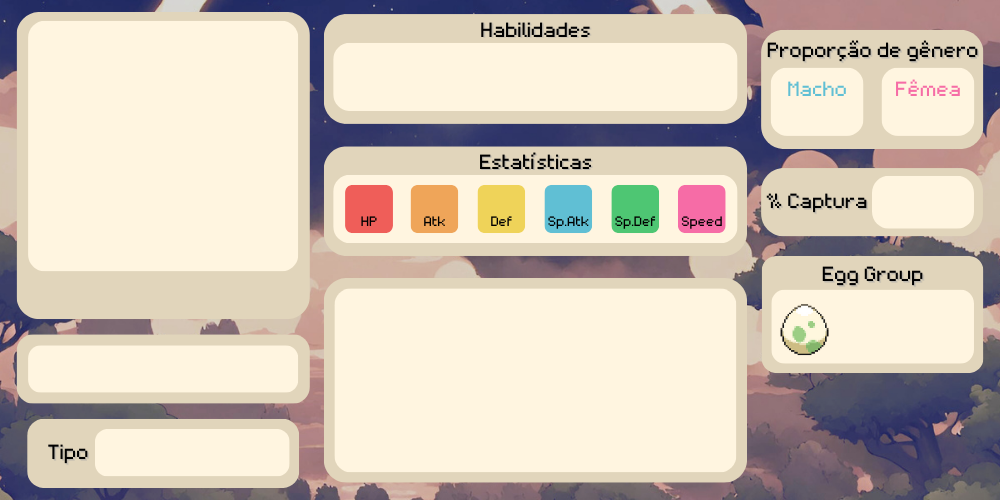 Habilidades
Estatísticas
HP
Atk
Def
Sp.Atk
Sp.Def
Speed
Tipo
Proporção de gênero
Macho
Fêmea
% Captura
Egg Group